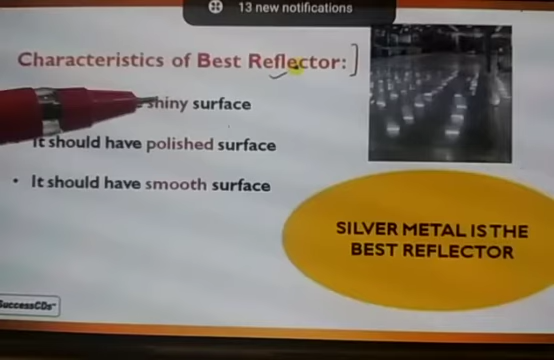 13 new notifications
Characteristics of Best Reflector:
shiny surface
It should have polished surface
• It should have smooth surface
SILVER METAL IS THE
BEST REFLECTOR
SuccessCDs